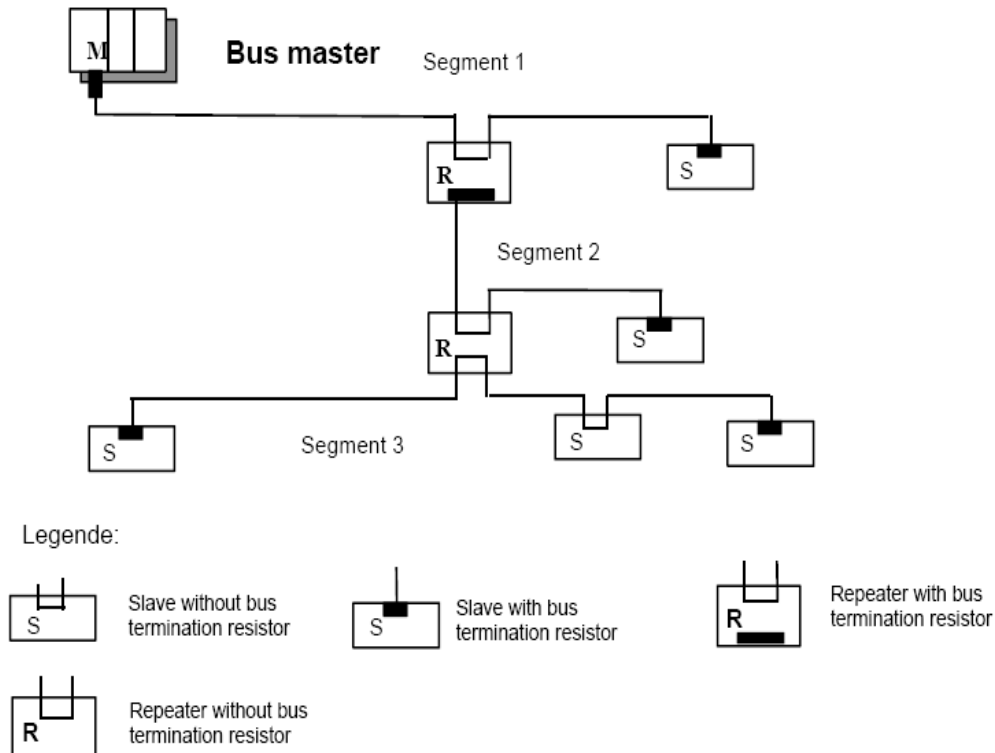 M
Bus master
Segment 1
R
S
Segment 2
R
S
S
Segment 3
S
S
Legende:
S
Slave without bus
termination resistor
S
Slave with bus
termination resistor
R
Repeater with bus
termination resistor
R
Repeater without bus
termination resistor